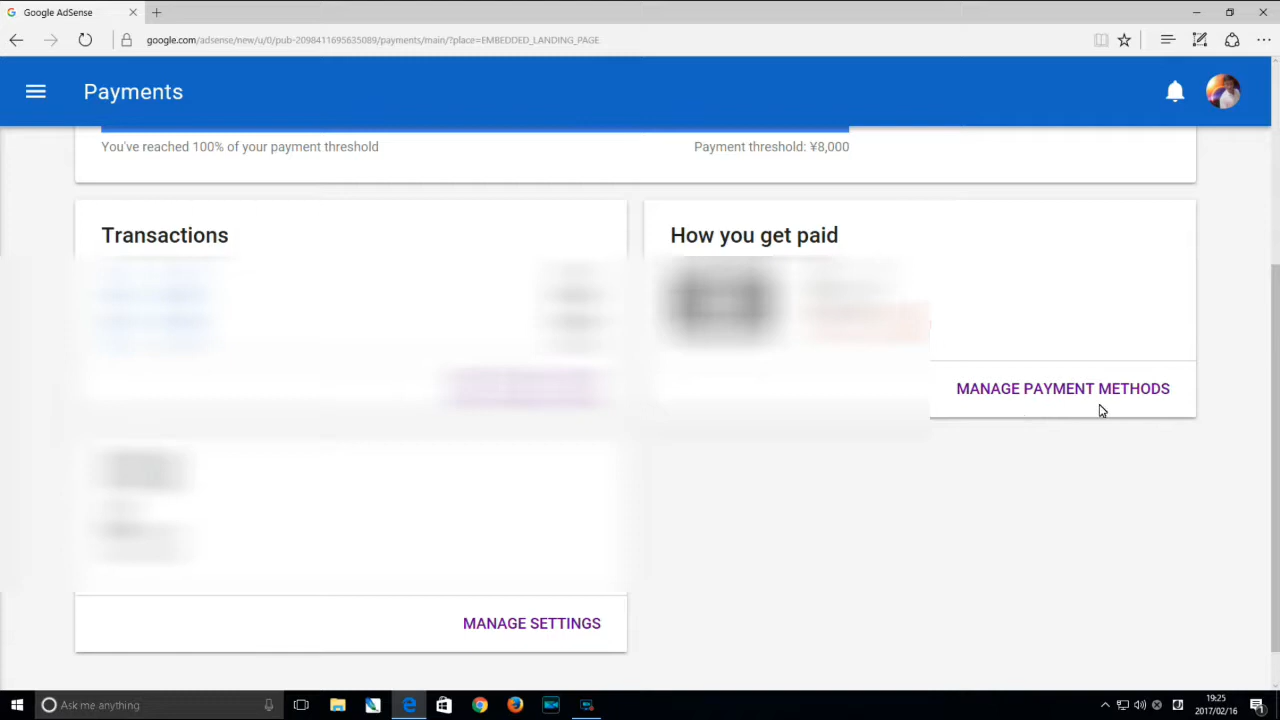 Google AdSense
google.com/adsense/new/u/0/pub-2098411695635089/payments/main/?place=EMBEDDED_LANDING_PAGE
Payments
You've reached 100% of your payment threshold
Payment threshold: ¥8,000
Transactions
How you get paid
MANAGE PAYMENT METHODS
MANAGE SETTINGS
Ask me anything
19:25
2017/02/16